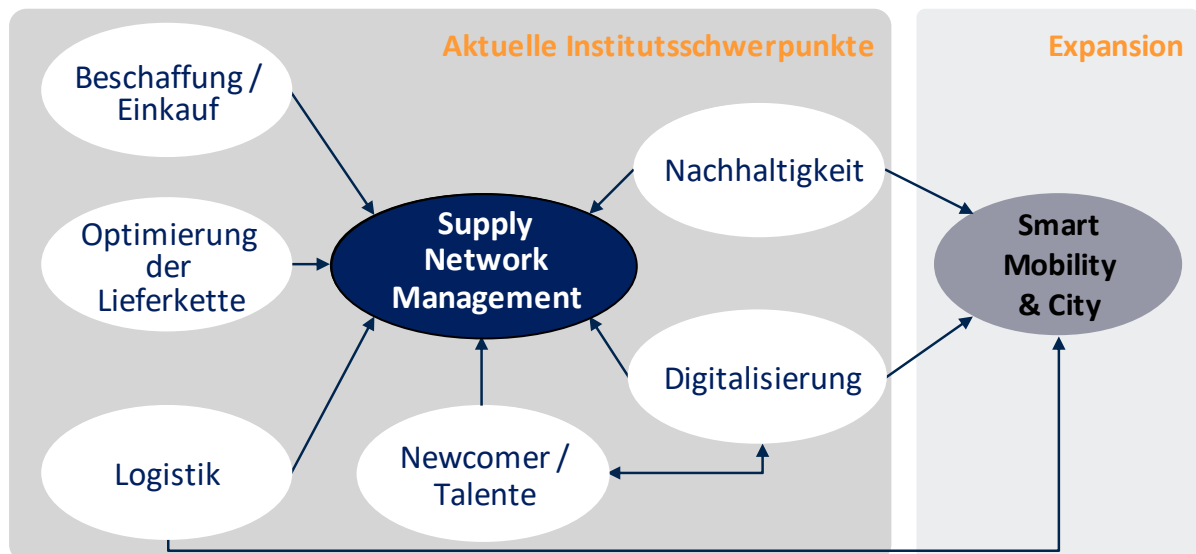 Aktuelle Institutsschwerpunkte
Expansion
Beschaffung /
Einkauf
Nachhaltigkeit
Optimierung
der
Lieferkette
Supply
Network
Management
Smart
Mobility
& City
Digitalisierung
Logistik
Newcomer /
Talente